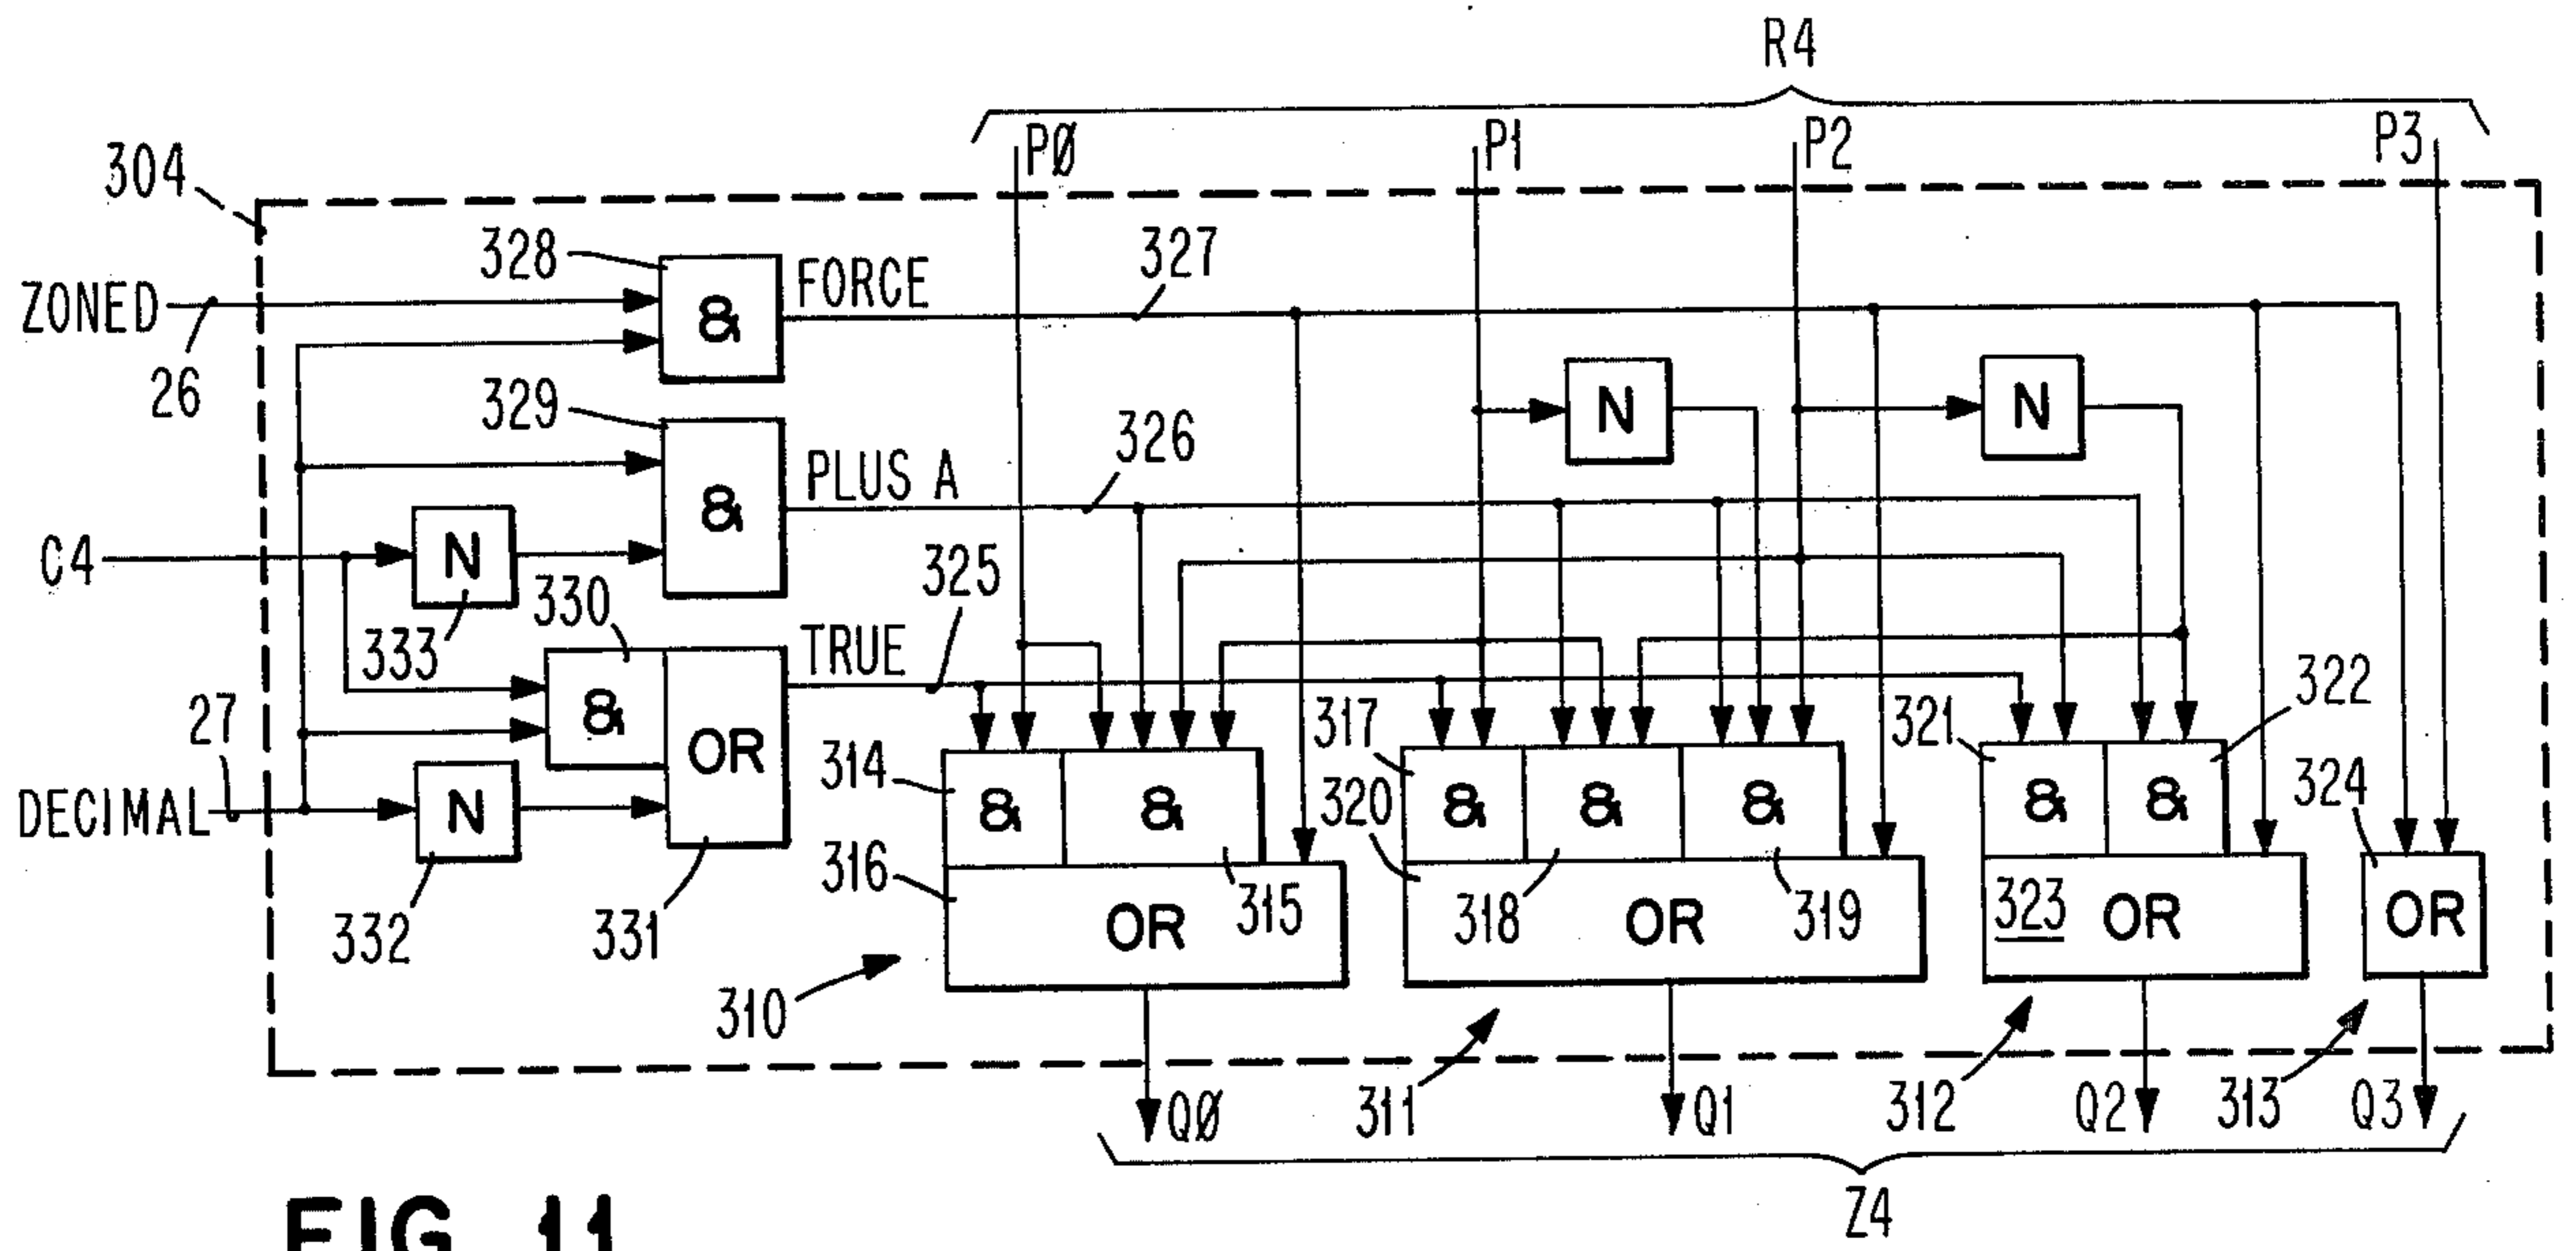 R4
PØ
P1
P2
P3
304
328
FORCE
327
ZONED
&
26
329
N
N
326
PLUS A
&
C4
N
325
333
330
TRUE
322
27
&
OR
314
317
321
DECIMAL
N
&
&
&
&
&
&
&
320
324
316
332
331
OR
315
318
OR
319
323
OR
OR
310
311
312
313
QØ
Q1
Q2
Q3
Z4
FIG. 11